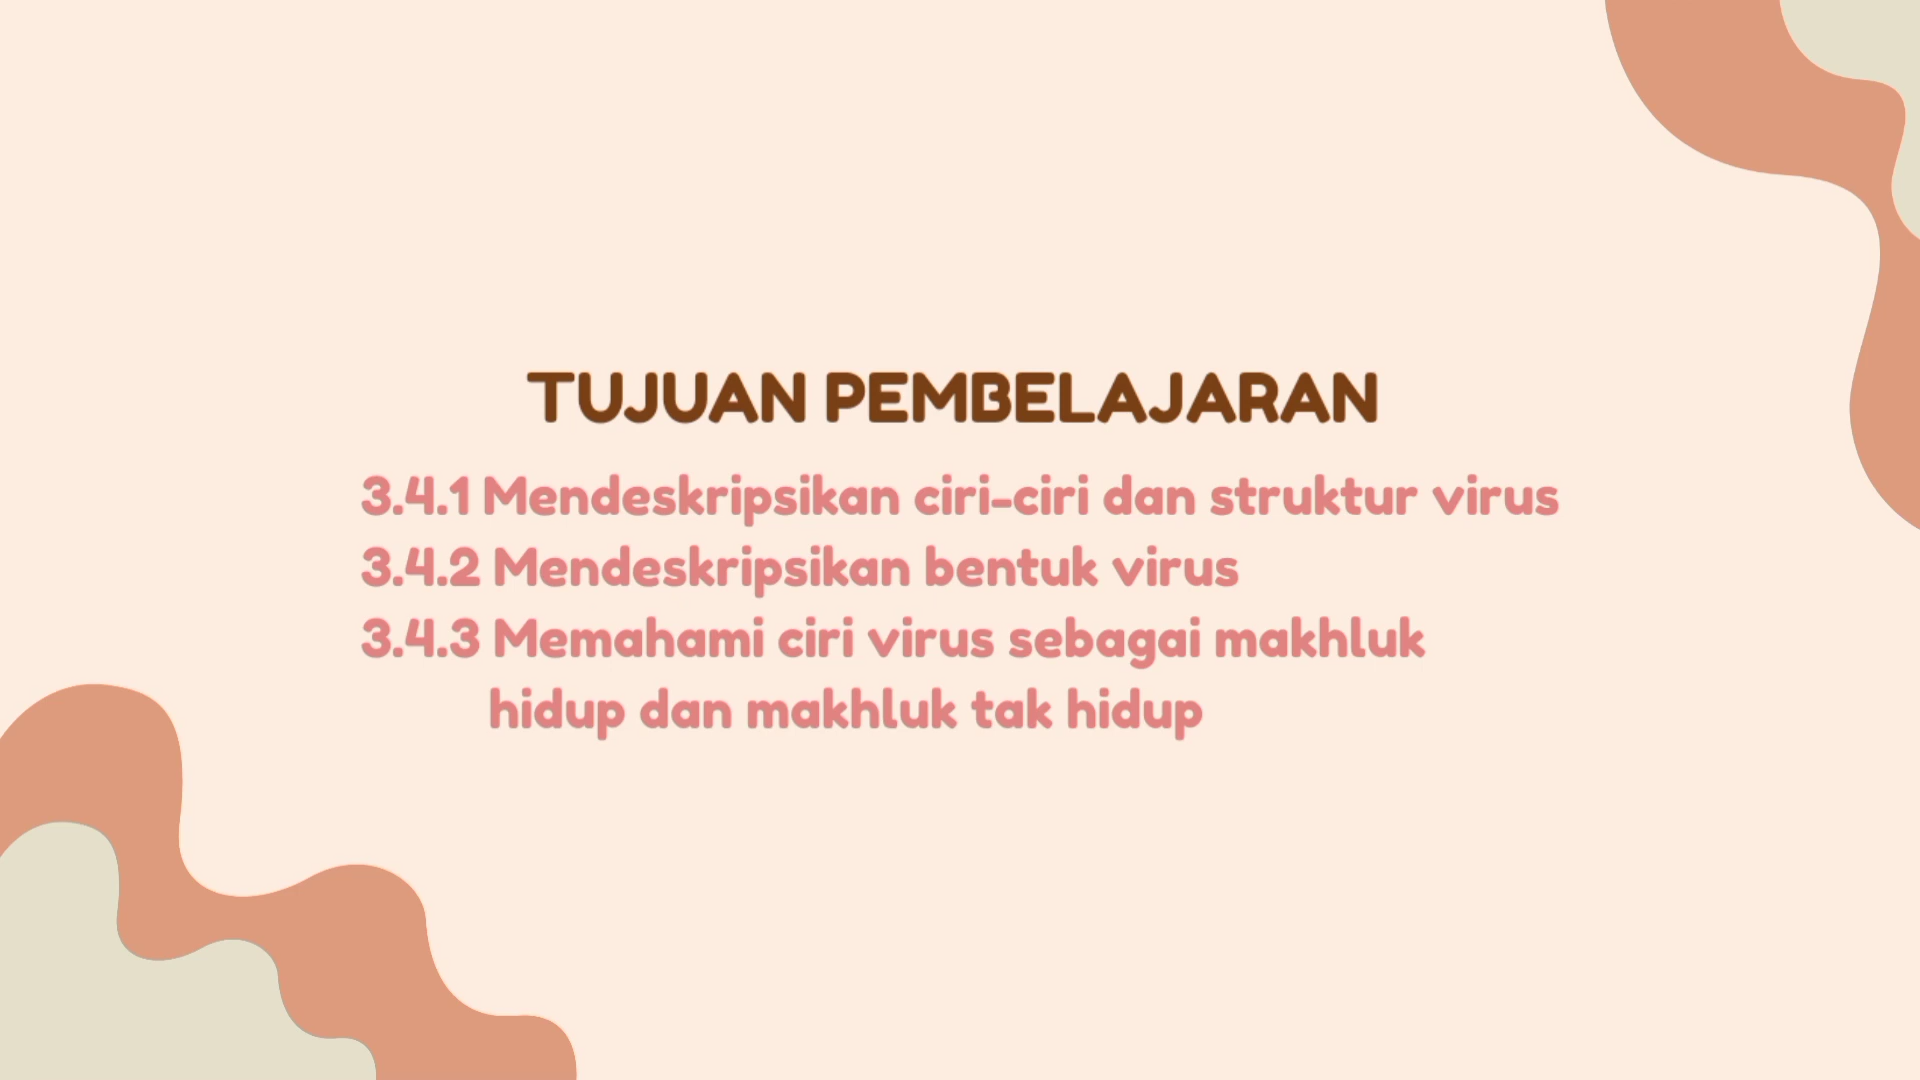 TUJUAN PEMBELAJARAN
3.4.1 Mendeskripsikan ciri-ciri dan struktur virus
3.4.2 Mendeskripsikan bentuk virus
3.4.3 Memahami ciri virus sebagai makhluk
hidup dan makhluk tak hidup